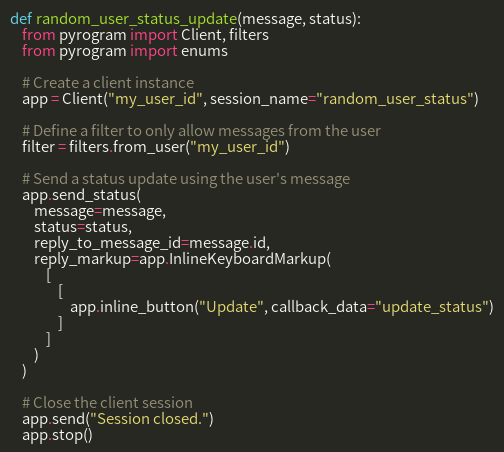 def random_user_status_update(message, status):
    from pyrogram import Client, filters
    from pyrogram import enums

    # Create a client instance
    app = Client("my_user_id", session_name="random_user_status")

    # Define a filter to only allow messages from the user
    filter = filters.from_user("my_user_id")

    # Send a status update using the user's message
    app.send_status(
        message=message,
        status=status,
        reply_to_message_id=message.id,
        reply_markup=app.InlineKeyboardMarkup(
            [
                [
                    app.inline_button("Update", callback_data="update_status")
                ]
            ]
        )
    )

    # Close the client session
    app.send("Session closed.")
    app.stop()